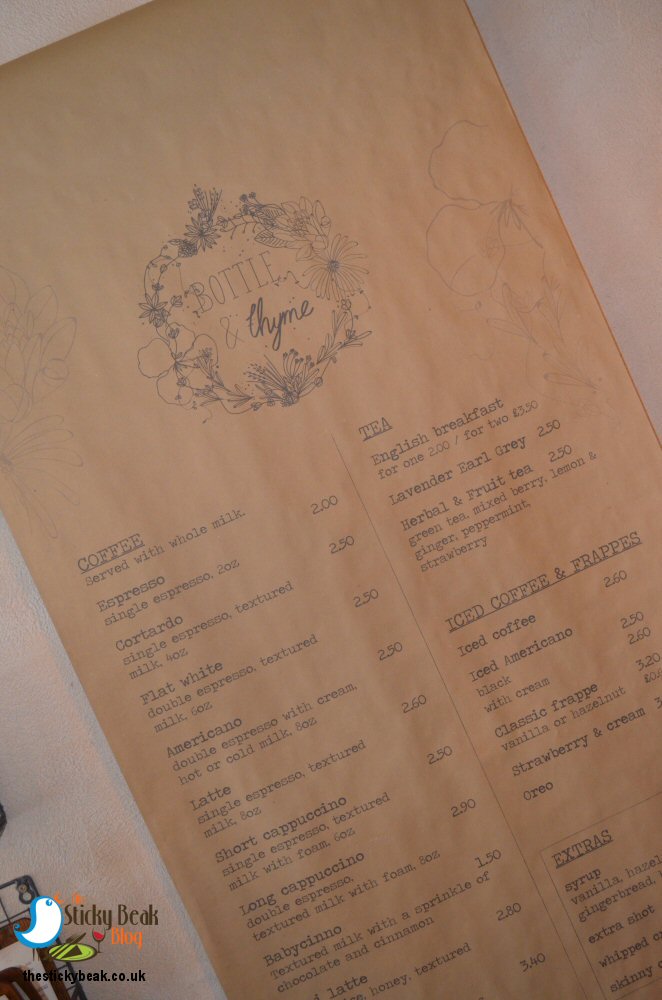 BOTTLE
& thyme
COFFEE
Served with whole milk.
Espresso 2.00
single espresso, 2oz
Cortardo 2.50
single espresso, textured
milk, 4oz
Flat white 2.50
double espresso, textured
milk, 6oz
Americano 2.50
double espresso with cream,
hot or cold milk, 8oz
Latte 2.60
single espresso, textured
milk, 8oz
Short cappuccino 2.50
single espresso, textured
milk with foam, 6oz
Long cappuccino 2.90
double espresso,
textured milk with foam, 8oz
Babycinno 1.50
Textured milk with a sprinkle of
chocolate and cinnamon
latte 2.80
honey, textured
3.40
TEA
English breakfast
for one 2.00 / for two £3.50
Lavender Earl Grey 2.50
Herbal & Fruit tea 2.50
green tea, mixed berry, lemon &
ginger, peppermint,
strawberry
ICED COFFEE & FRAPPES
Iced coffee 2.60
Iced Americano
black 2.50
with cream 2.60
Classic frappe 3.20
vanilla or hazelnut
Strawberry & cream
Oreo
EXTRAS
syrup
vanilla,
gingerbread,
extra shot
whipped
skinny
The
Sticky Beak
Blog
thestickybeak.co.uk